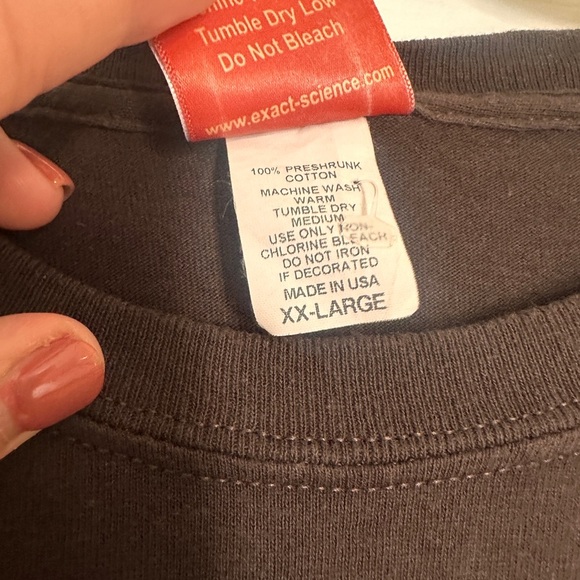 Tumble Dry Low
Do Not Bleach
www.exact-science.com
100% PRESHRUNK
COTTON
MACHINE WASH
WARM
TUMBLE DRY
MEDIUM
USE ONLY NON-
CHLORINE BLEACH
DO NOT IRON
IF DECORATED
MADE IN USA
XX-LARGE